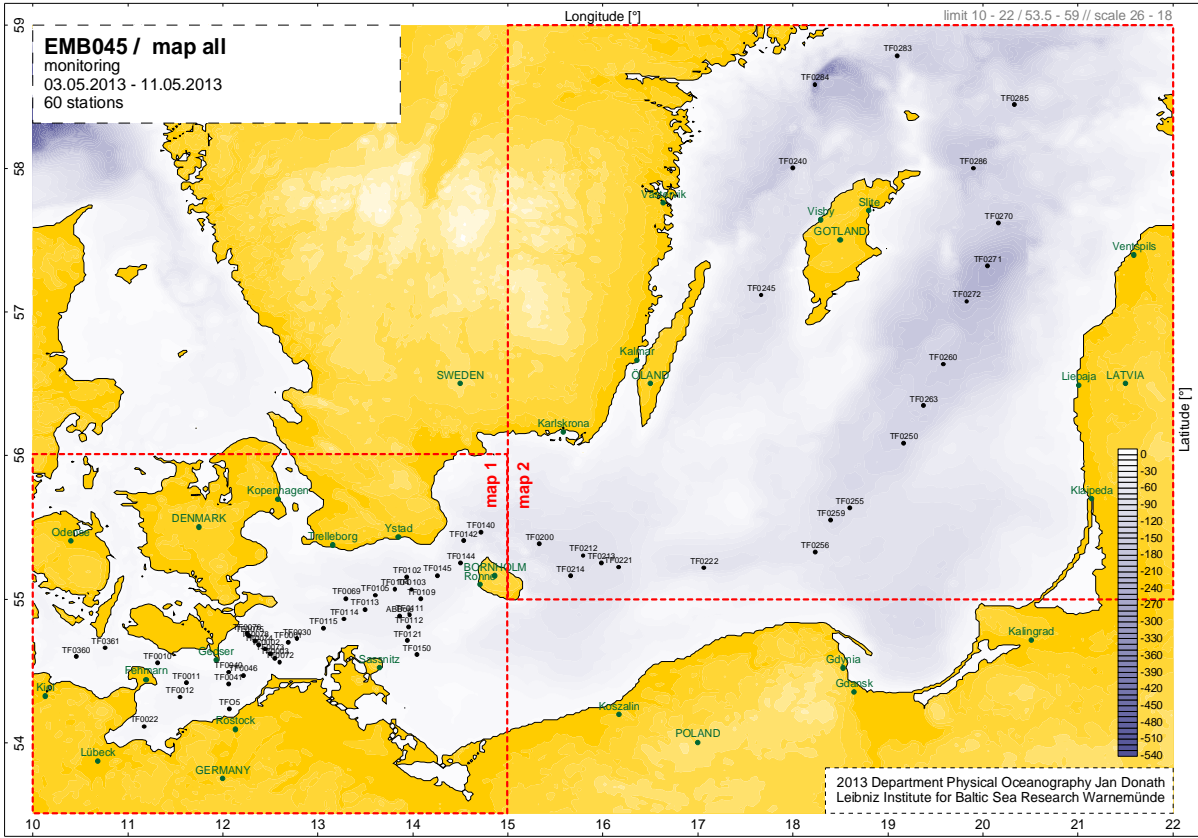 Longitude [°]
limit 10 - 22 / 53.5 - 59 // scale 26 - 18
EMB045 / map all
monitoring
03.05.2013 - 11.05.2013
60 stations
59
58
57
56
55
54
TF0283
TF0284
TF0285
TF0240
TF0286
Västervik
Visby
Slite
GOTLAND
TF0270
Ventspils
TF0271
TF0245
TF0272
Kalmar
ÖLAND
SWEDEN
TF0260
Liepaja
LATVIA
TF0263
Latitude [°]
Karlskrona
TF0250
map 1
map 2
Kopenhagen
Klaipeda
DENMARK
Odense
Trelleborg
Ystad
TF0140
TF0142
TF0255
TF0259
TF0200
TF0256
TF0144
BORNHOLM
Ronne
TF0212
TF0213
TF0221
TF0214
TF0222
TF0102
TF0145
TF0103
TF0109
TF0105
TF0069
TF0113
TF0111
TF0114
TF0112
TF0115
TF0121
TF0030
TF0150
TF0361
TF0360
TF0010
Gedser
Sassnitz
TF0072
TF0040
TF0046
TF0041
Fehmarn
TF0011
TF0012
Kiel
TFO5
Rostock
TF0022
Lübeck
GERMANY
Koszalin
POLAND
Gdynia
Gdansk
Kalingrad
0
-30
-60
-90
-120
-150
-180
-210
-240
-270
-300
-330
-360
-390
-420
-450
-480
-510
-540
2013 Department Physical Oceanography Jan Donath
Leibniz Institute for Baltic Sea Research Warnemünde
10 11 12 13 14 15 16 17 18 19 20 21 22